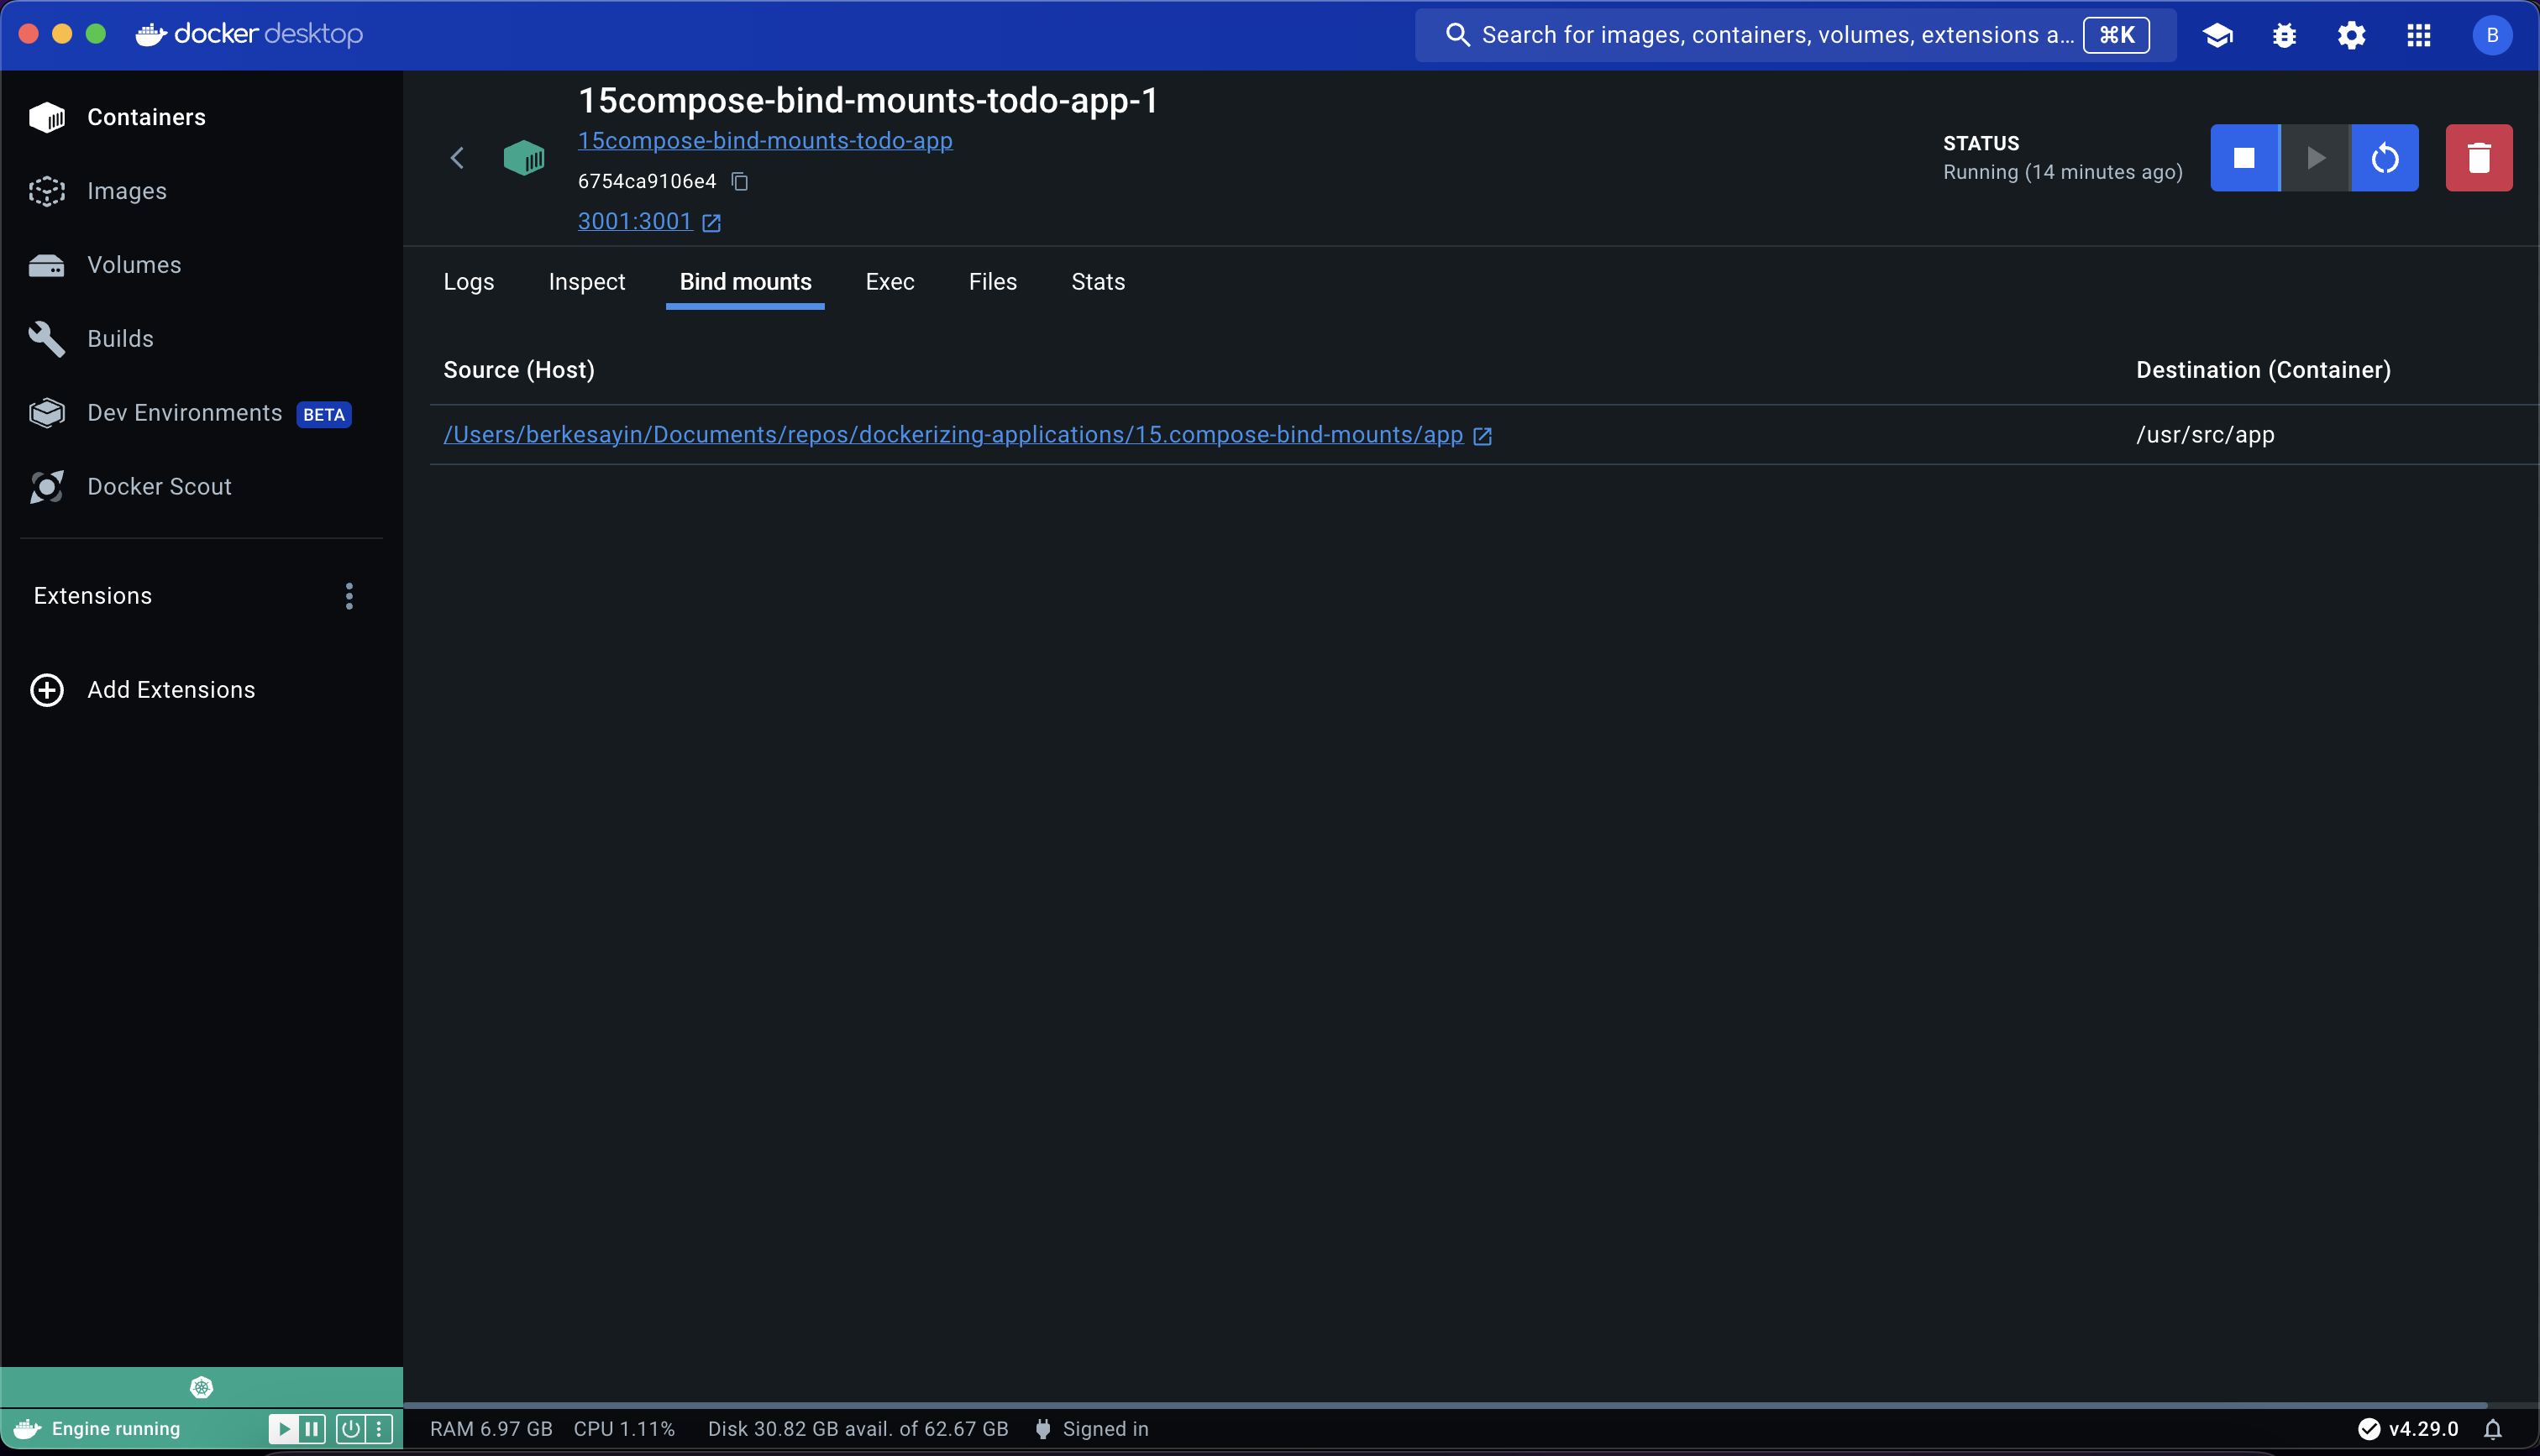 docker desktop
Search for images, containers, volumes, extensions a... ⌘K
B
Containers
Images
Volumes
Builds
Dev Environments BETA
Docker Scout
Extensions
Add Extensions
15compose-bind-mounts-todo-app-1
15compose-bind-mounts-todo-app
6754ca9106e4
3001:3001
STATUS
Running (14 minutes ago)
Logs Inspect Bind mounts Exec Files Stats
Source (Host) Destination (Container)
/Users/berkesayin/Documents/repos/dockerizing-applications/15.compose-bind-mounts/app /usr/src/app
Engine running
RAM 6.97 GB CPU 1.11% Disk 30.82 GB avail. of 62.67 GB Signed in
v4.29.0